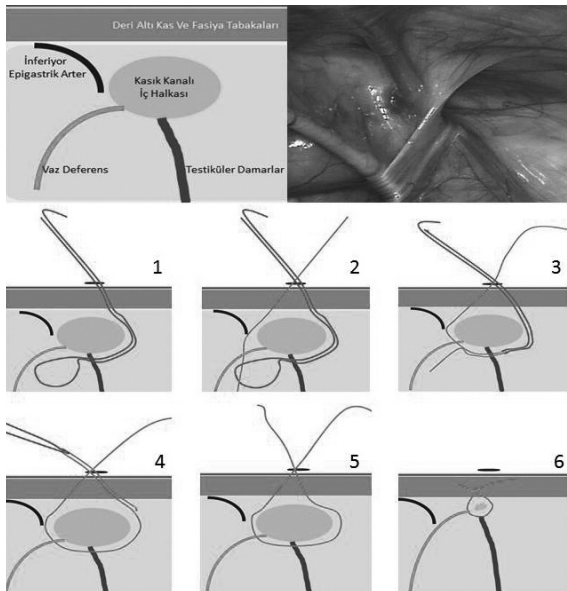 Deri Altı Kas Ve Fasiya Tabakaları
İnferiyor
Epigastrik Arter
Kasık Kanalı
İç Halkası
Vaz Deferens
Testiküler Damarlar
1
2
3
4
5
6